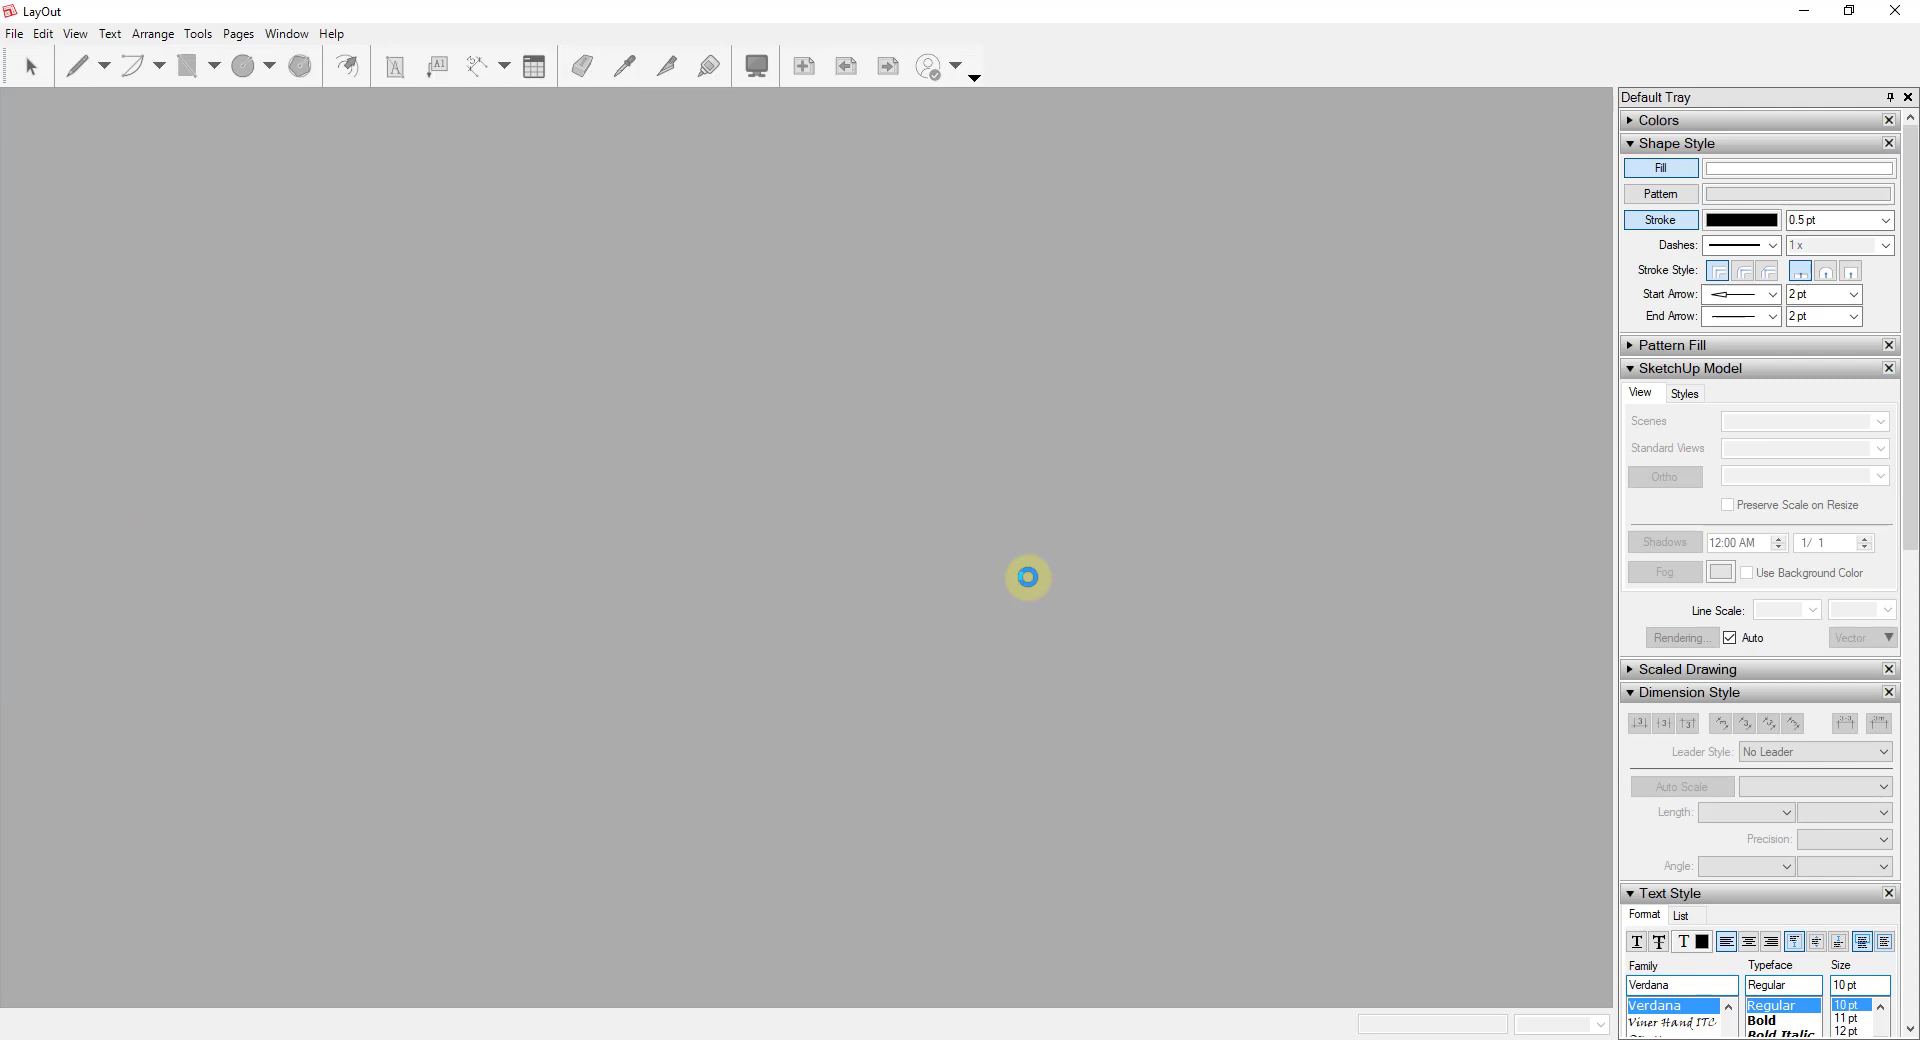 LayOut
File Edit View Text Arrange Tools Pages Window Help
Default Tray
Colors
Shape Style
Fill
Pattern
Stroke 0.5 pt
Dashes: 1 x
Stroke Style:
Start Arrow: 2 pt
End Arrow: 2 pt
Pattern Fill
SketchUp Model
View Styles
Scenes
Standard Views
Ortho
Preserve Scale on Resize
Shadows 12:00 AM 1/ 1
Fog Use Background Color
Line Scale:
Rendering... Auto Vector
Scaled Drawing
Dimension Style
Leader Style: No Leader
Auto Scale
Length:
Precision:
Angle:
Text Style
Format List
Family Typeface Size
Verdana Regular 10 pt
Verdana Regular 10 pt
Viner Hand ITC Bold 11 pt
Bold Italic 12 pt